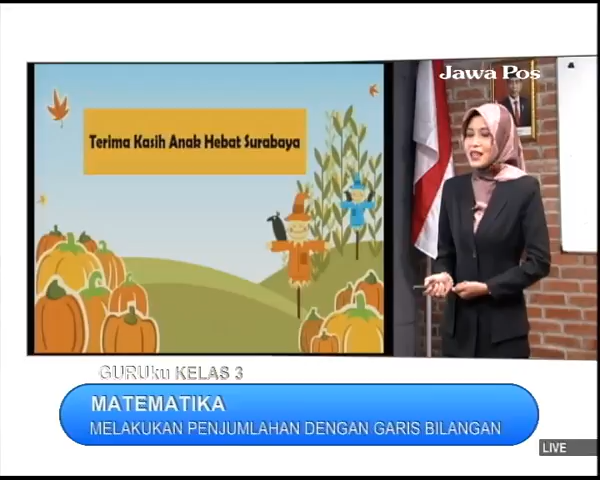 Jawa Pos
Terima Kasih Anak Hebat Surabaya
GURUku KELAS 3
MATEMATIKA
MELAKUKAN PENJUMLAHAN DENGAN GARIS BILANGAN
LIVE